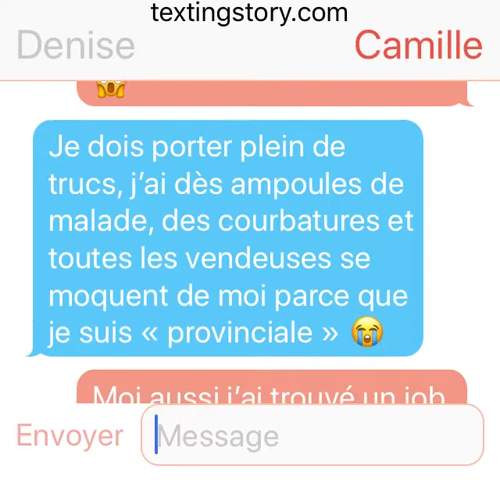 textingstory.com
Denise
Camille
😱
Je dois porter plein de
trucs, j’ai dès ampoules de
malade, des courbatures et
toutes les vendeuses se
moquent de moi parce que
je suis « provinciale » 😭
Moi aussi j’ai trouvé un job
Envoyer
Message